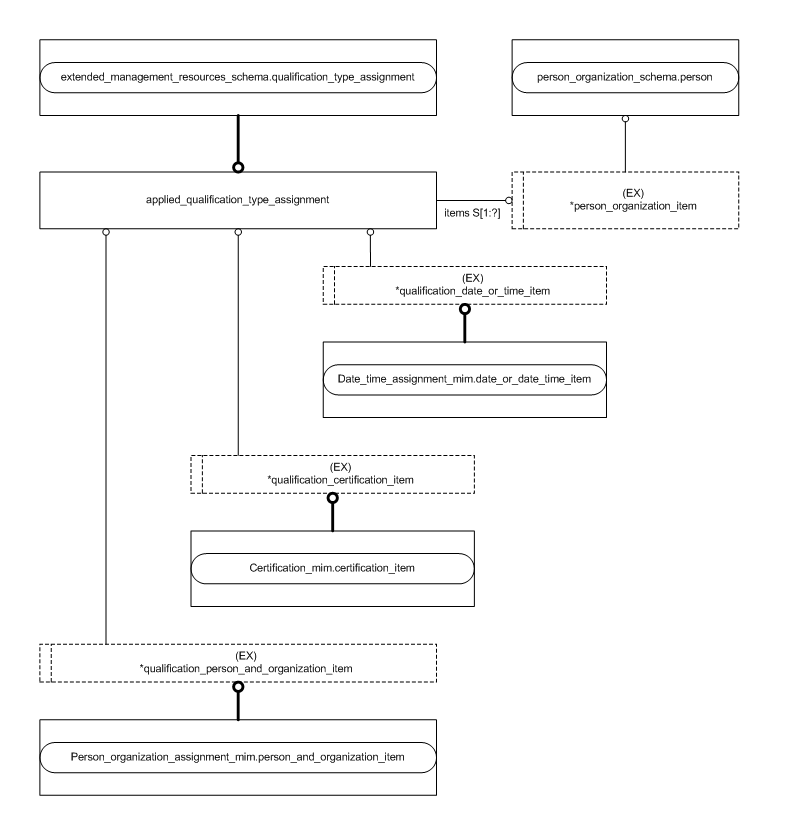 extended_management_resources_schema.qualification_type_assignment
person_organization_schema.person
applied_qualification_type_assignment
items S[1:?]
(EX)
*person_organization_item
(EX)
*qualification_date_or_time_item
Date_time_assignment_mim.date_or_date_time_item
(EX)
*qualification_certification_item
Certification_mim.certification_item
(EX)
*qualification_person_and_organization_item
Person_organization_assignment_mim.person_and_organization_item